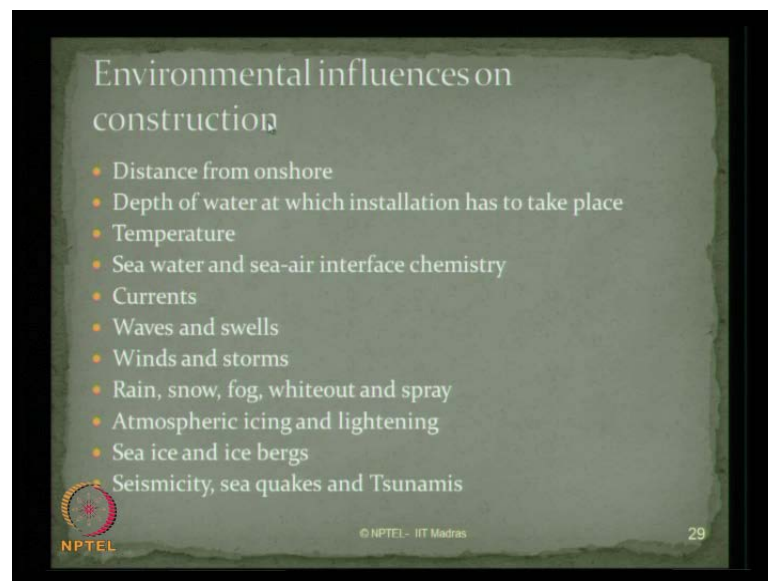 Environmental influences on
construction
• Distance from onshore
• Depth of water at which installation has to take place
• Temperature
• Sea water and sea-air interface chemistry
• Currents
• Waves and swells
• Winds and storms
• Rain, snow, fog, whiteout and spray
• Atmospheric icing and lightening
• Sea ice and ice bergs
• Seismicity, sea quakes and Tsunamis
NPTEL
© NPTEL- IIT Madras
29